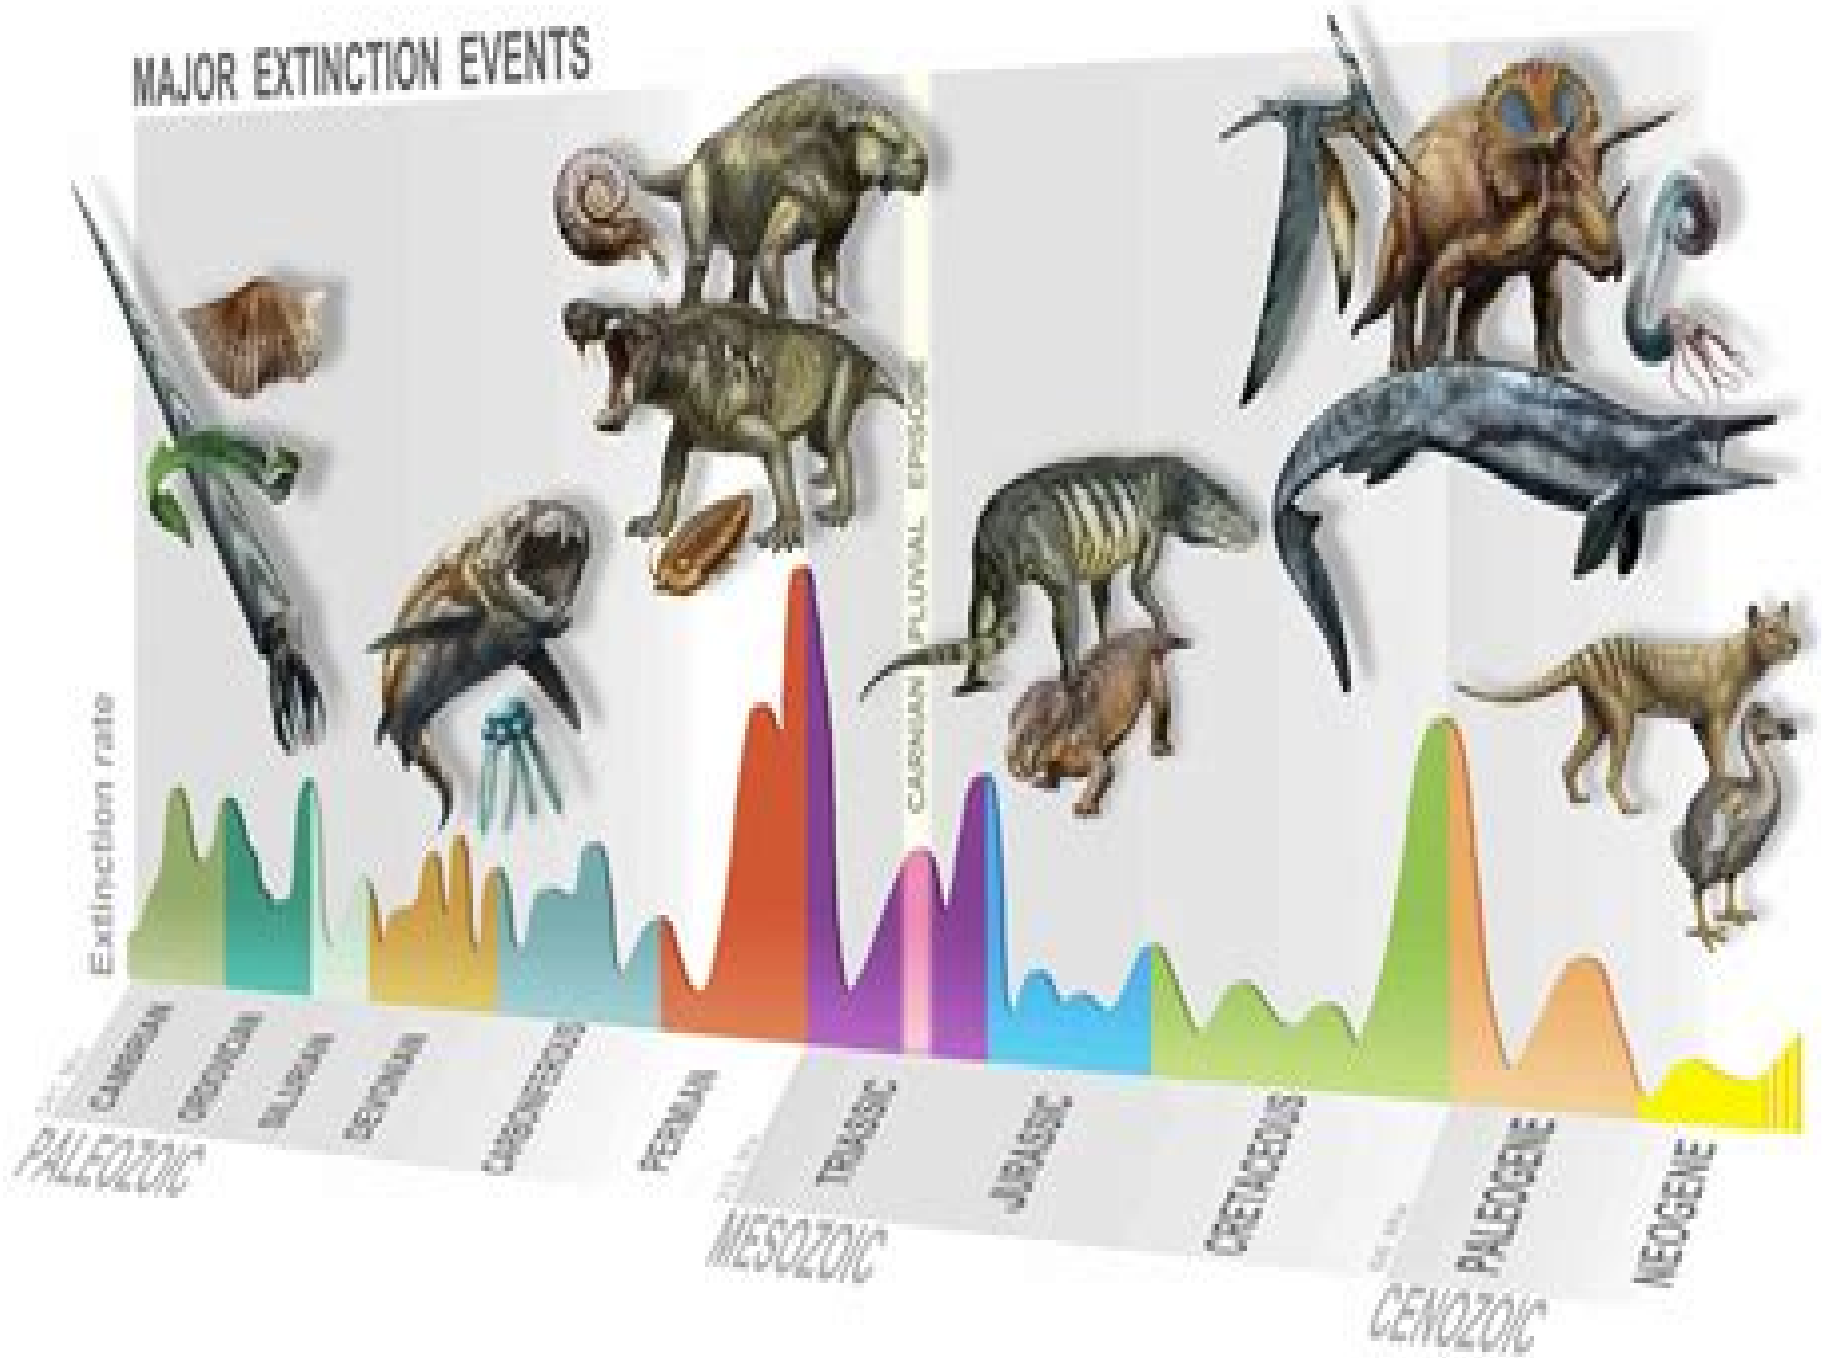 MAJOR EXTINCTION EVENTS
Extinction rate
CARNIAN PLUVIAL EPISODE
CAMBRIAN
ORDOVICIAN
SILURIAN
DEVONIAN
CARBONIFEROUS
PERMIAN
TRIASSIC
JURASSIC
CRETACEOUS
PALEOGENE
NEOGENE
PALEOZOIC
MESOZOIC
CENOZOIC